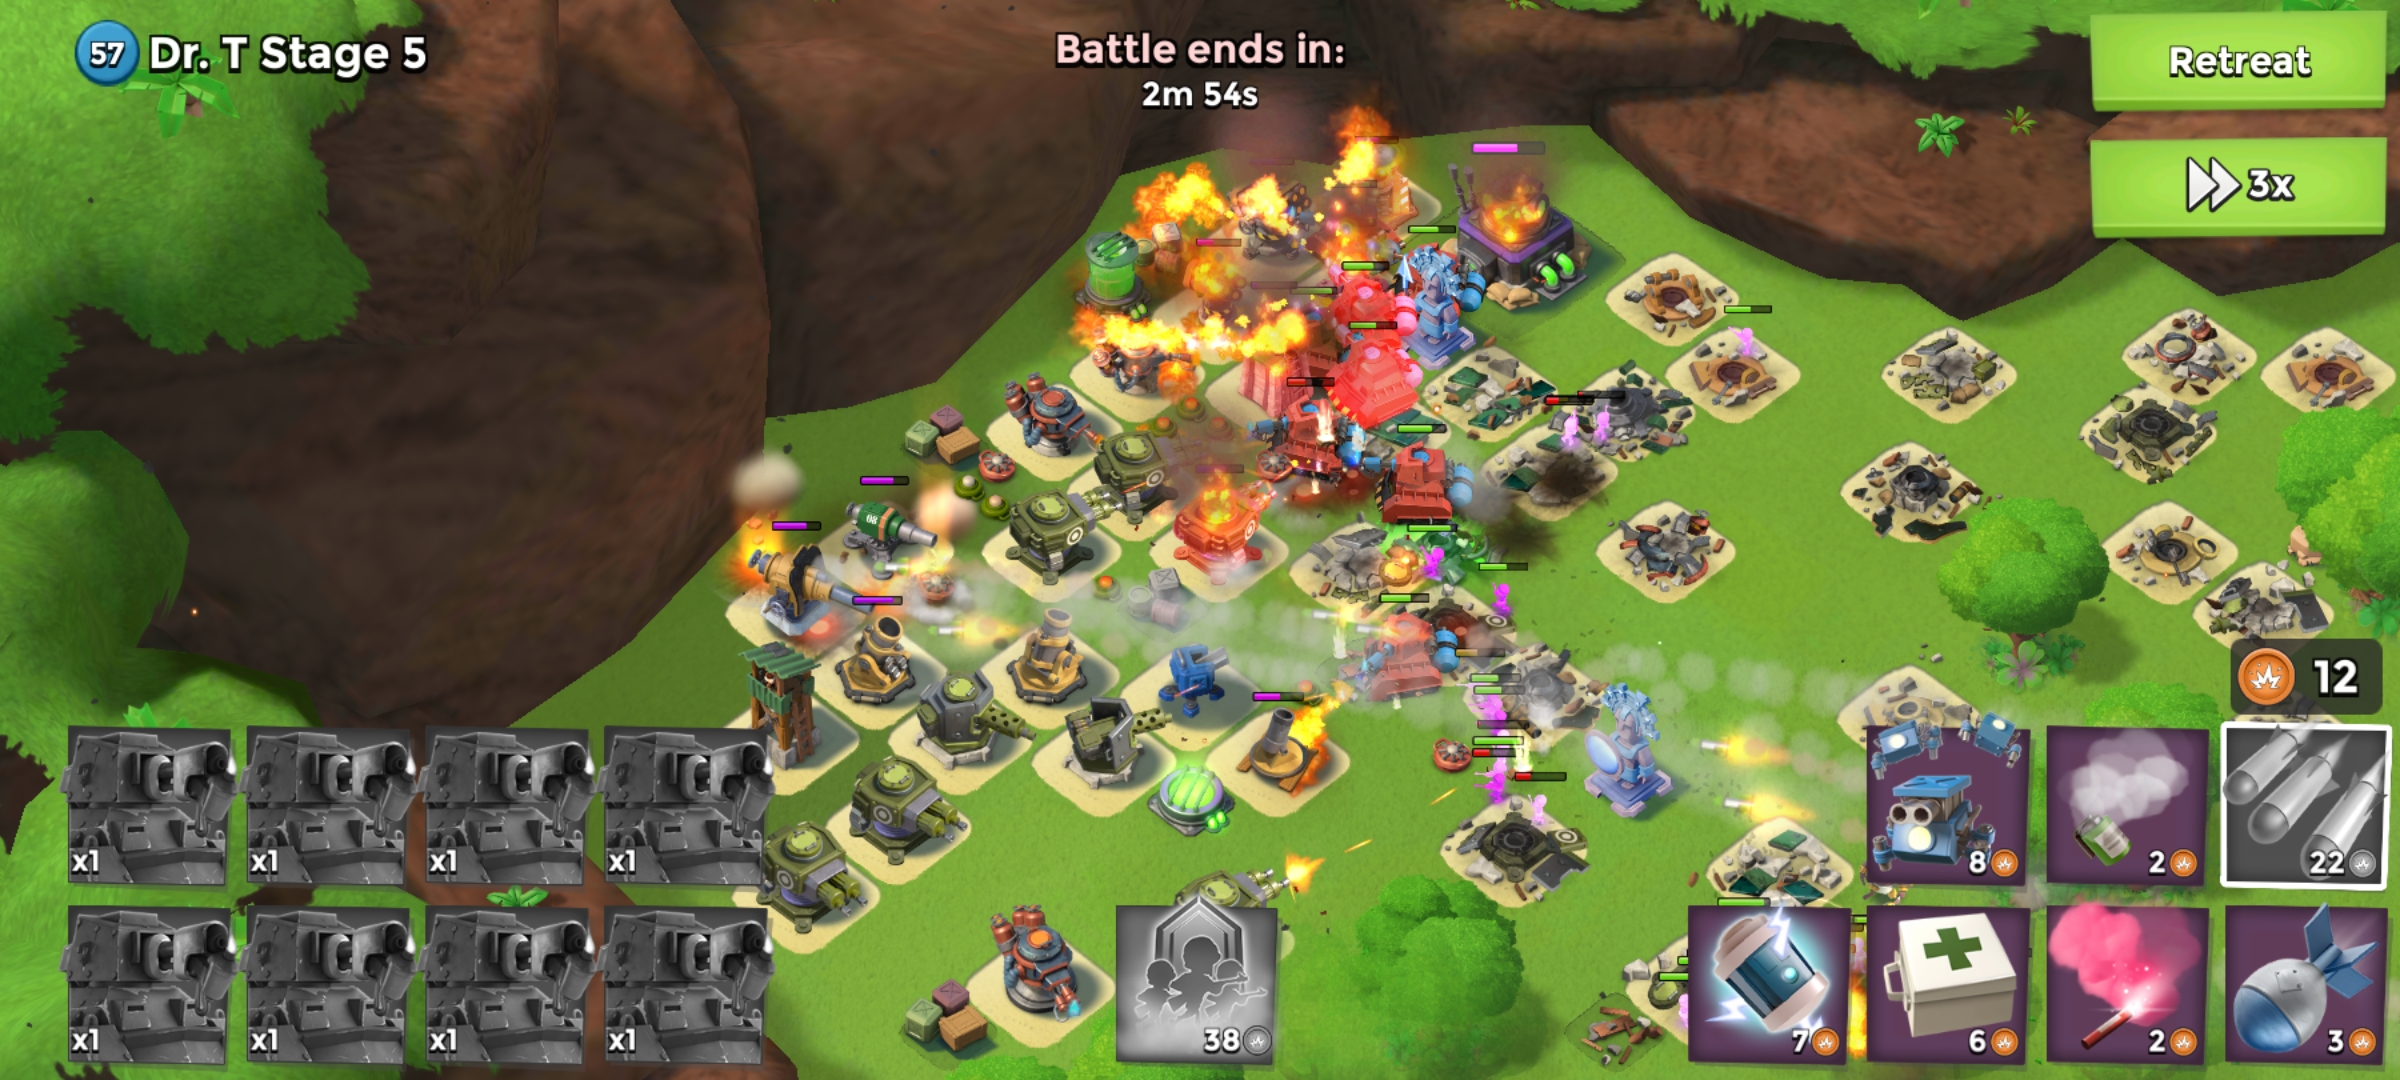 57 Dr. T Stage 5
Battle ends in:
2m 54s
Retreat
3x
12
8
2
22
x1
x1
x1
x1
x1
x1
x1
x1
38
7
6
2
3